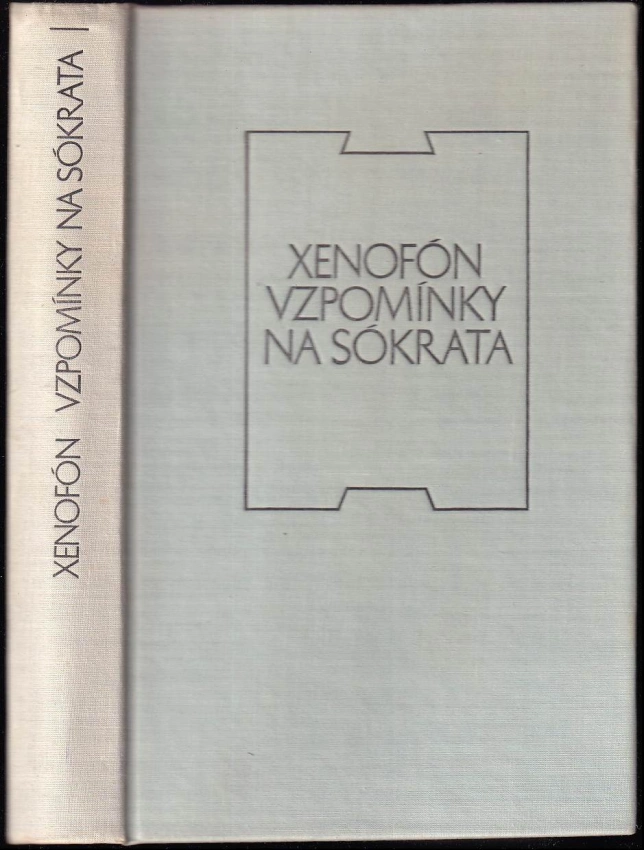 XENOFÓN VZPOMÍNKY NA SÓKRATA
XENOFÓN
VZPOMÍNKY
NA SÓKRATA